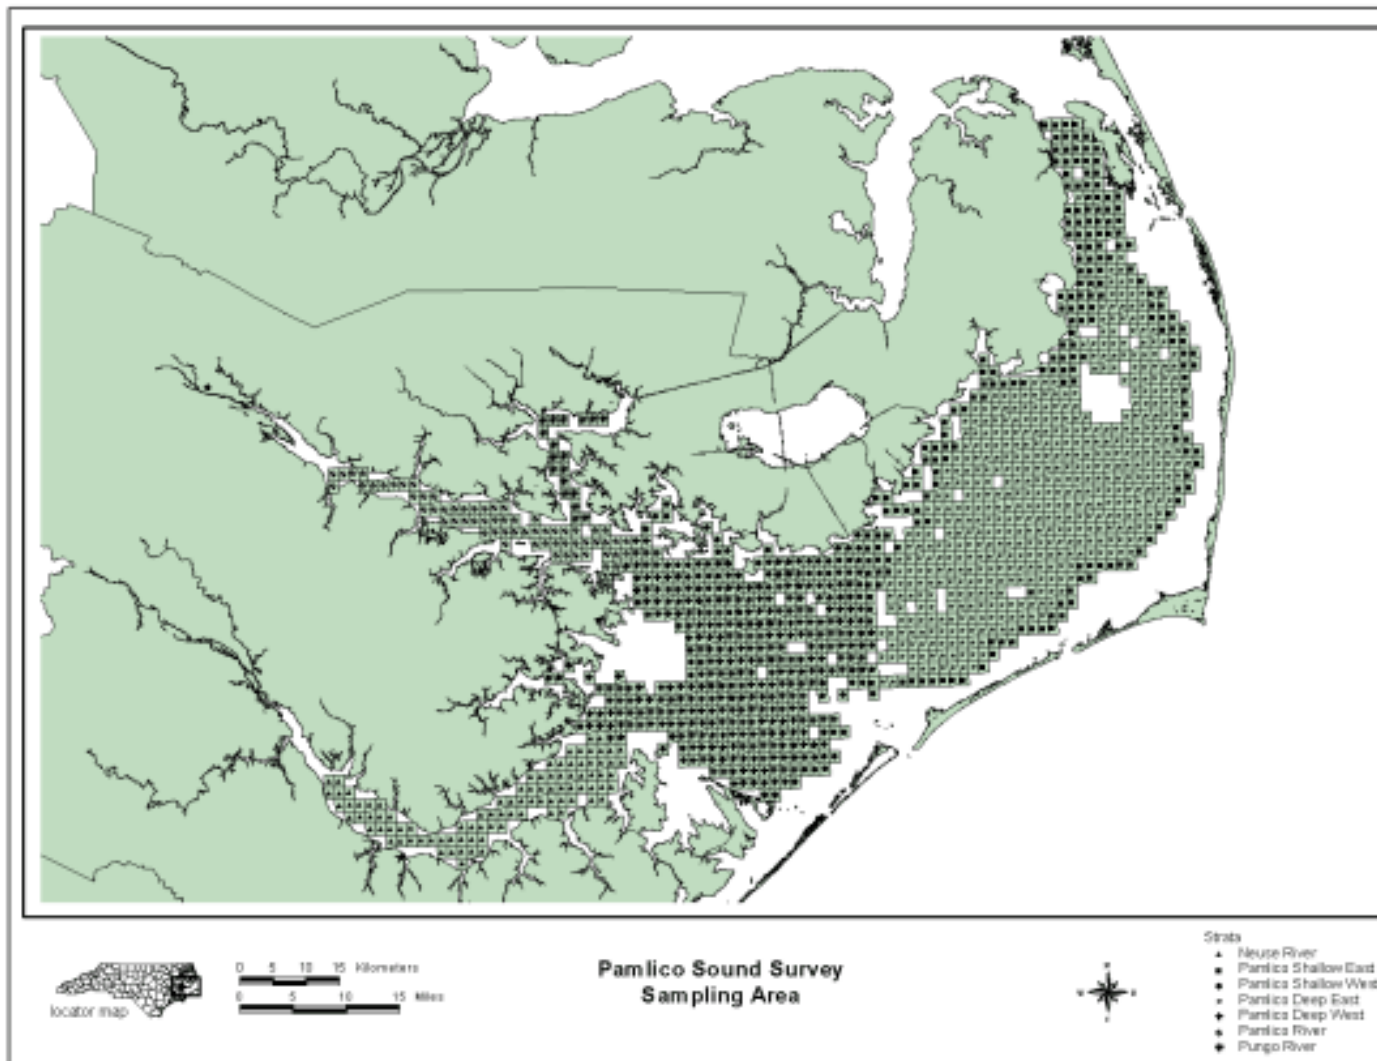 locator map
0 5 10 15 Kilometers
0 5 10 15 Miles
Pamlico Sound Survey
Sampling Area
Strata
Neuse River
Pamlico Shallow East
Pamlico Shallow West
Pamlico Deep East
Pamlico Deep West
Pamlico River
Pungo River